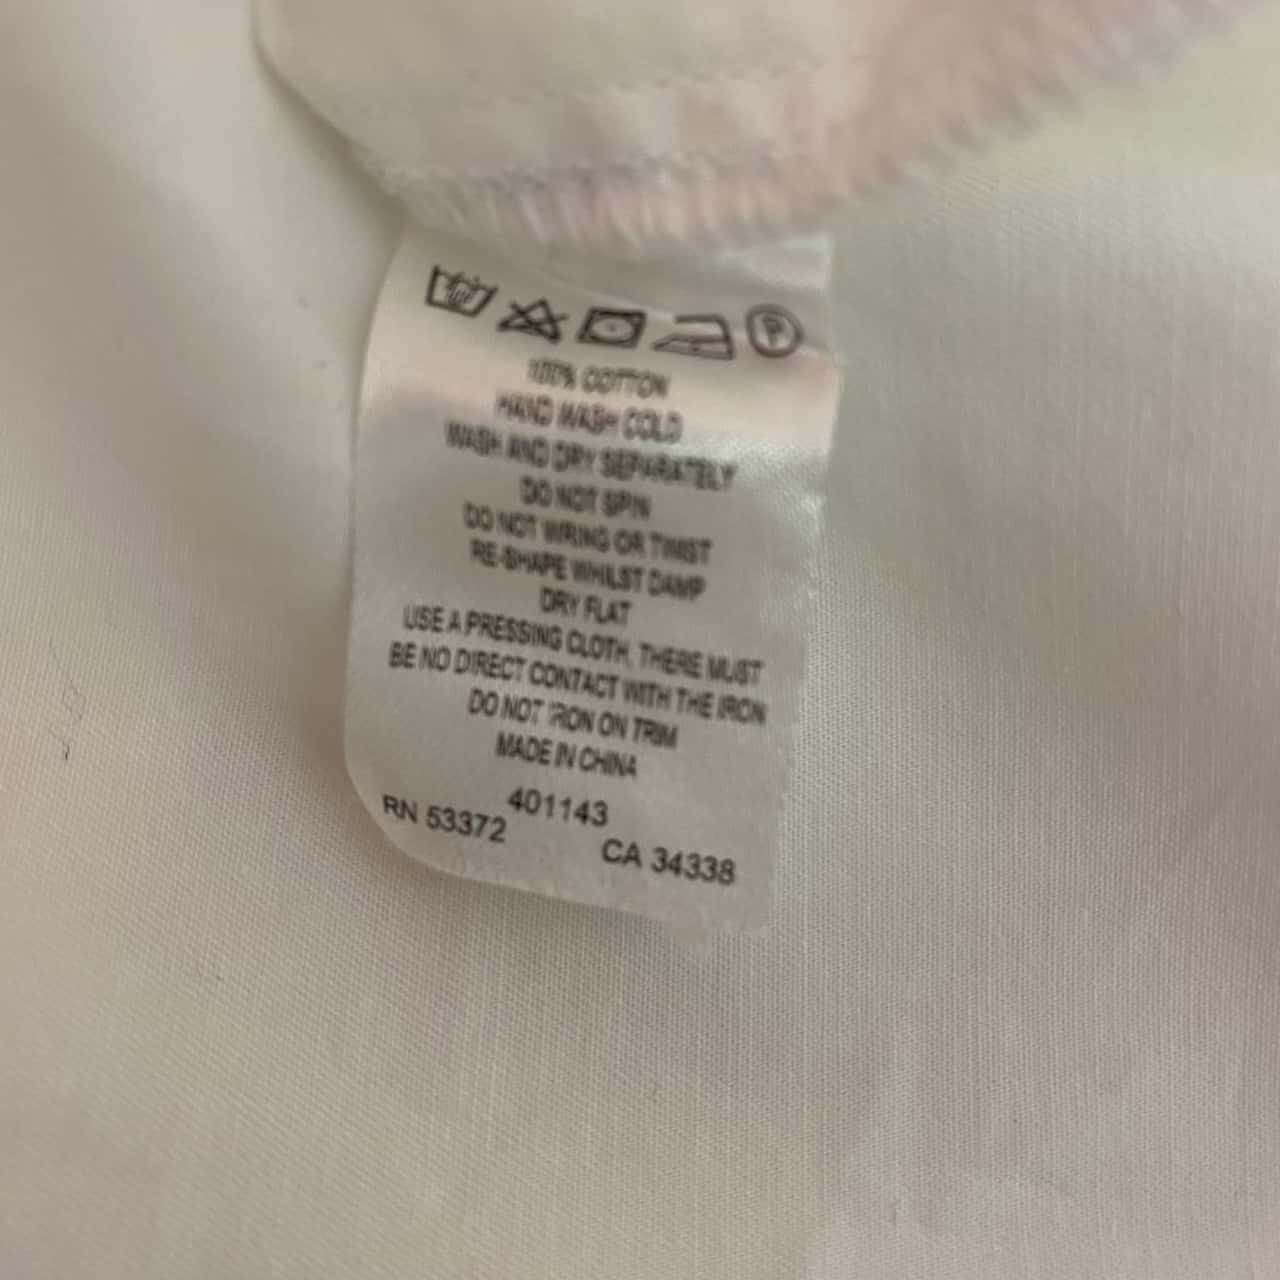 100% COTTON
HAND WASH COLD
WASH AND DRY SEPARATELY
DO NOT SPIN
DO NOT WRING OR TWIST
RE-SHAPE WHILST DAMP
DRY FLAT
USE A PRESSING CLOTH, THERE MUST
BE NO DIRECT CONTACT WITH THE IRON
DO NOT IRON ON TRIM
MADE IN CHINA
401143
RN 53372 CA 34338